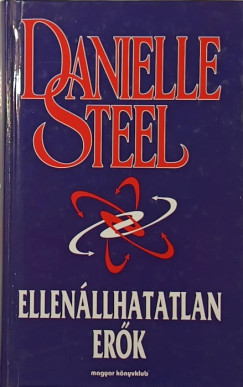 DANIELLE
STEEL
ELLENÁLLHATATLAN
ERŐK
magyar könyvklub